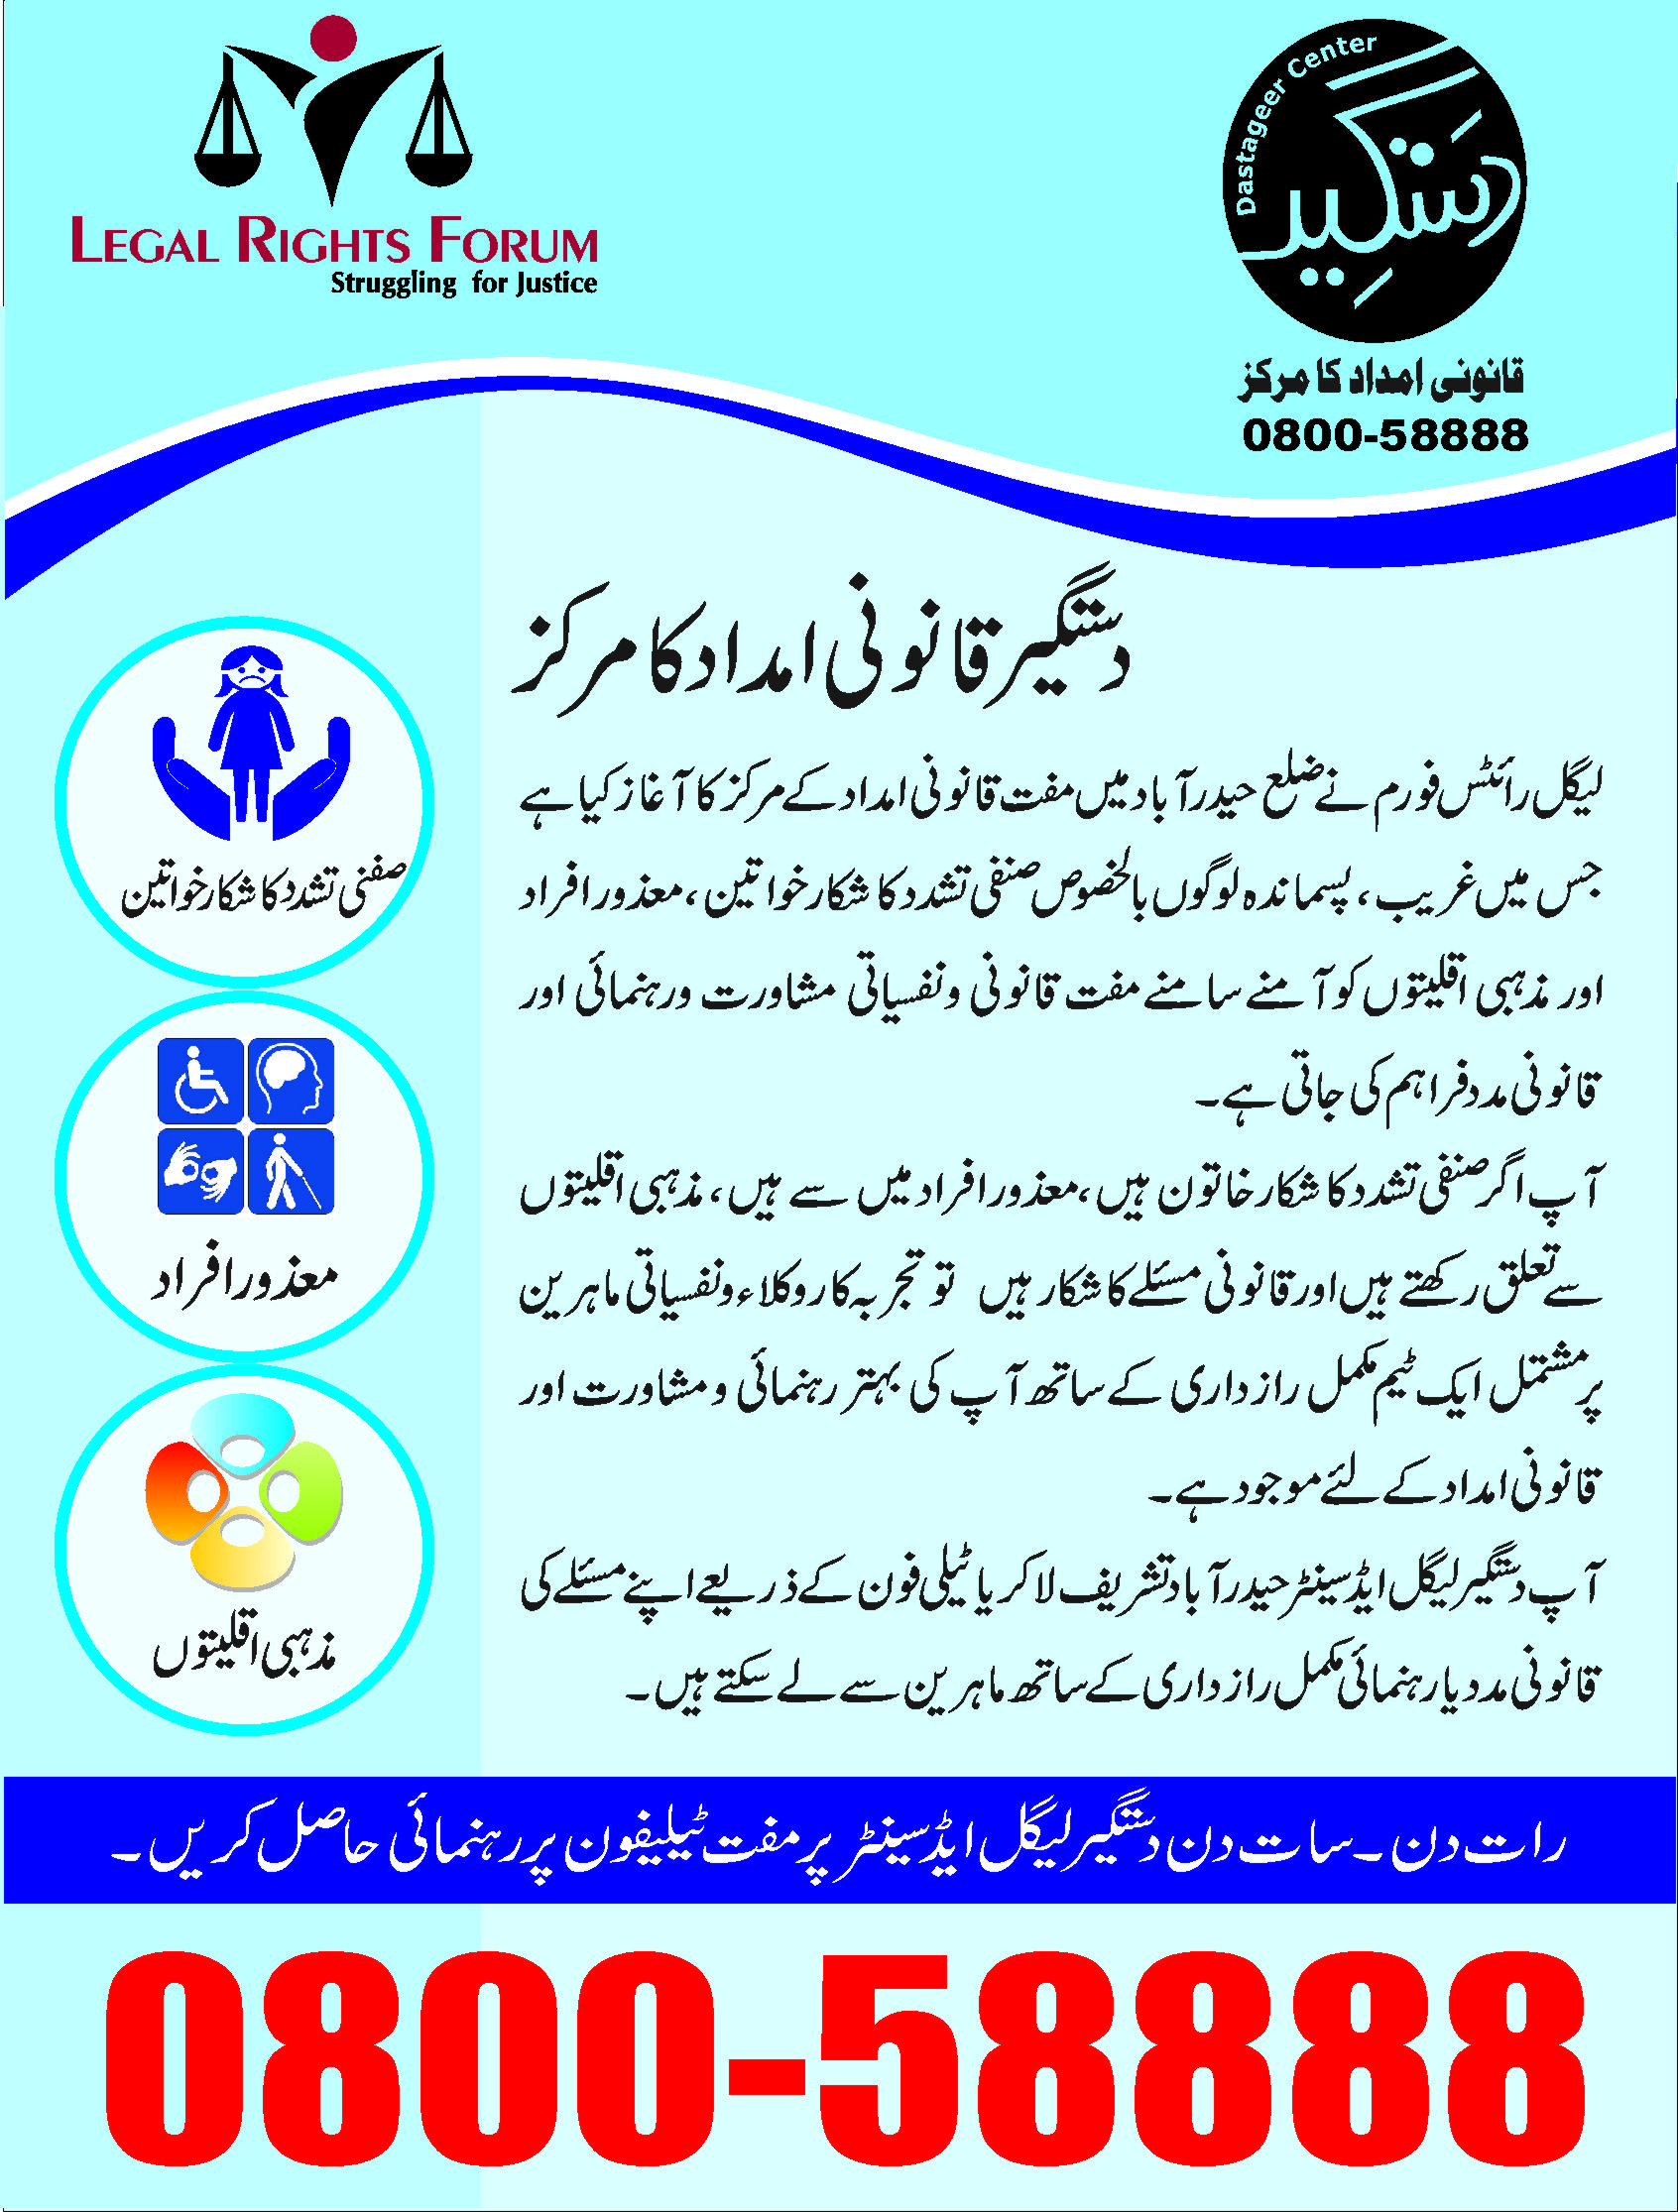 LEGAL RIGHTS FORUM
Struggling for Justice
Dastageer Center
دستگیر
قانونی امداد کا مرکز
0800-58888
دستگیر قانونی امداد کا مرکز
لیگل رائٹس فورم نے ضلع حیدرآباد میں مفت قانونی امداد کے مرکز کا آغاز کیا ہے
جس میں غریب، پسماندہ لوگوں بالخصوص صنفی تشدد کا شکار خواتین، معذور افراد
اور مذہبی اقلیتوں کو آمنے سامنے مفت قانونی و نفسیاتی مشاورت و رہنمائی اور
قانونی مدد فراہم کی جاتی ہے۔
آپ اگر صنفی تشدد کا شکار خاتون ہیں، معذور افراد میں سے ہیں، مذہبی اقلیتوں
سے تعلق رکھتے ہیں اور قانونی مسئلے کا شکار ہیں تو تجربہ کار وکلاء و نفسیاتی ماہرین
پر مشتمل ایک ٹیم مکمل رازداری کے ساتھ آپ کی بہتر رہنمائی و مشاورت اور
قانونی امداد کے لئے موجود ہے۔
آپ دستگیر لیگل ایڈ سینٹر حیدرآباد تشریف لا کر یا ٹیلی فون کے ذریعے اپنے مسئلے کی
قانونی مدد یا رہنمائی مکمل رازداری کے ساتھ ماہرین سے لے سکتے ہیں۔
صفنی تشدد کا شکار خواتین
معذور افراد
مذہبی اقلیتوں
رات دن۔ سات دن دستگیر لیگل ایڈ سینٹر پر مفت ٹیلیفون پر رہنمائی حاصل کریں۔
0800-58888